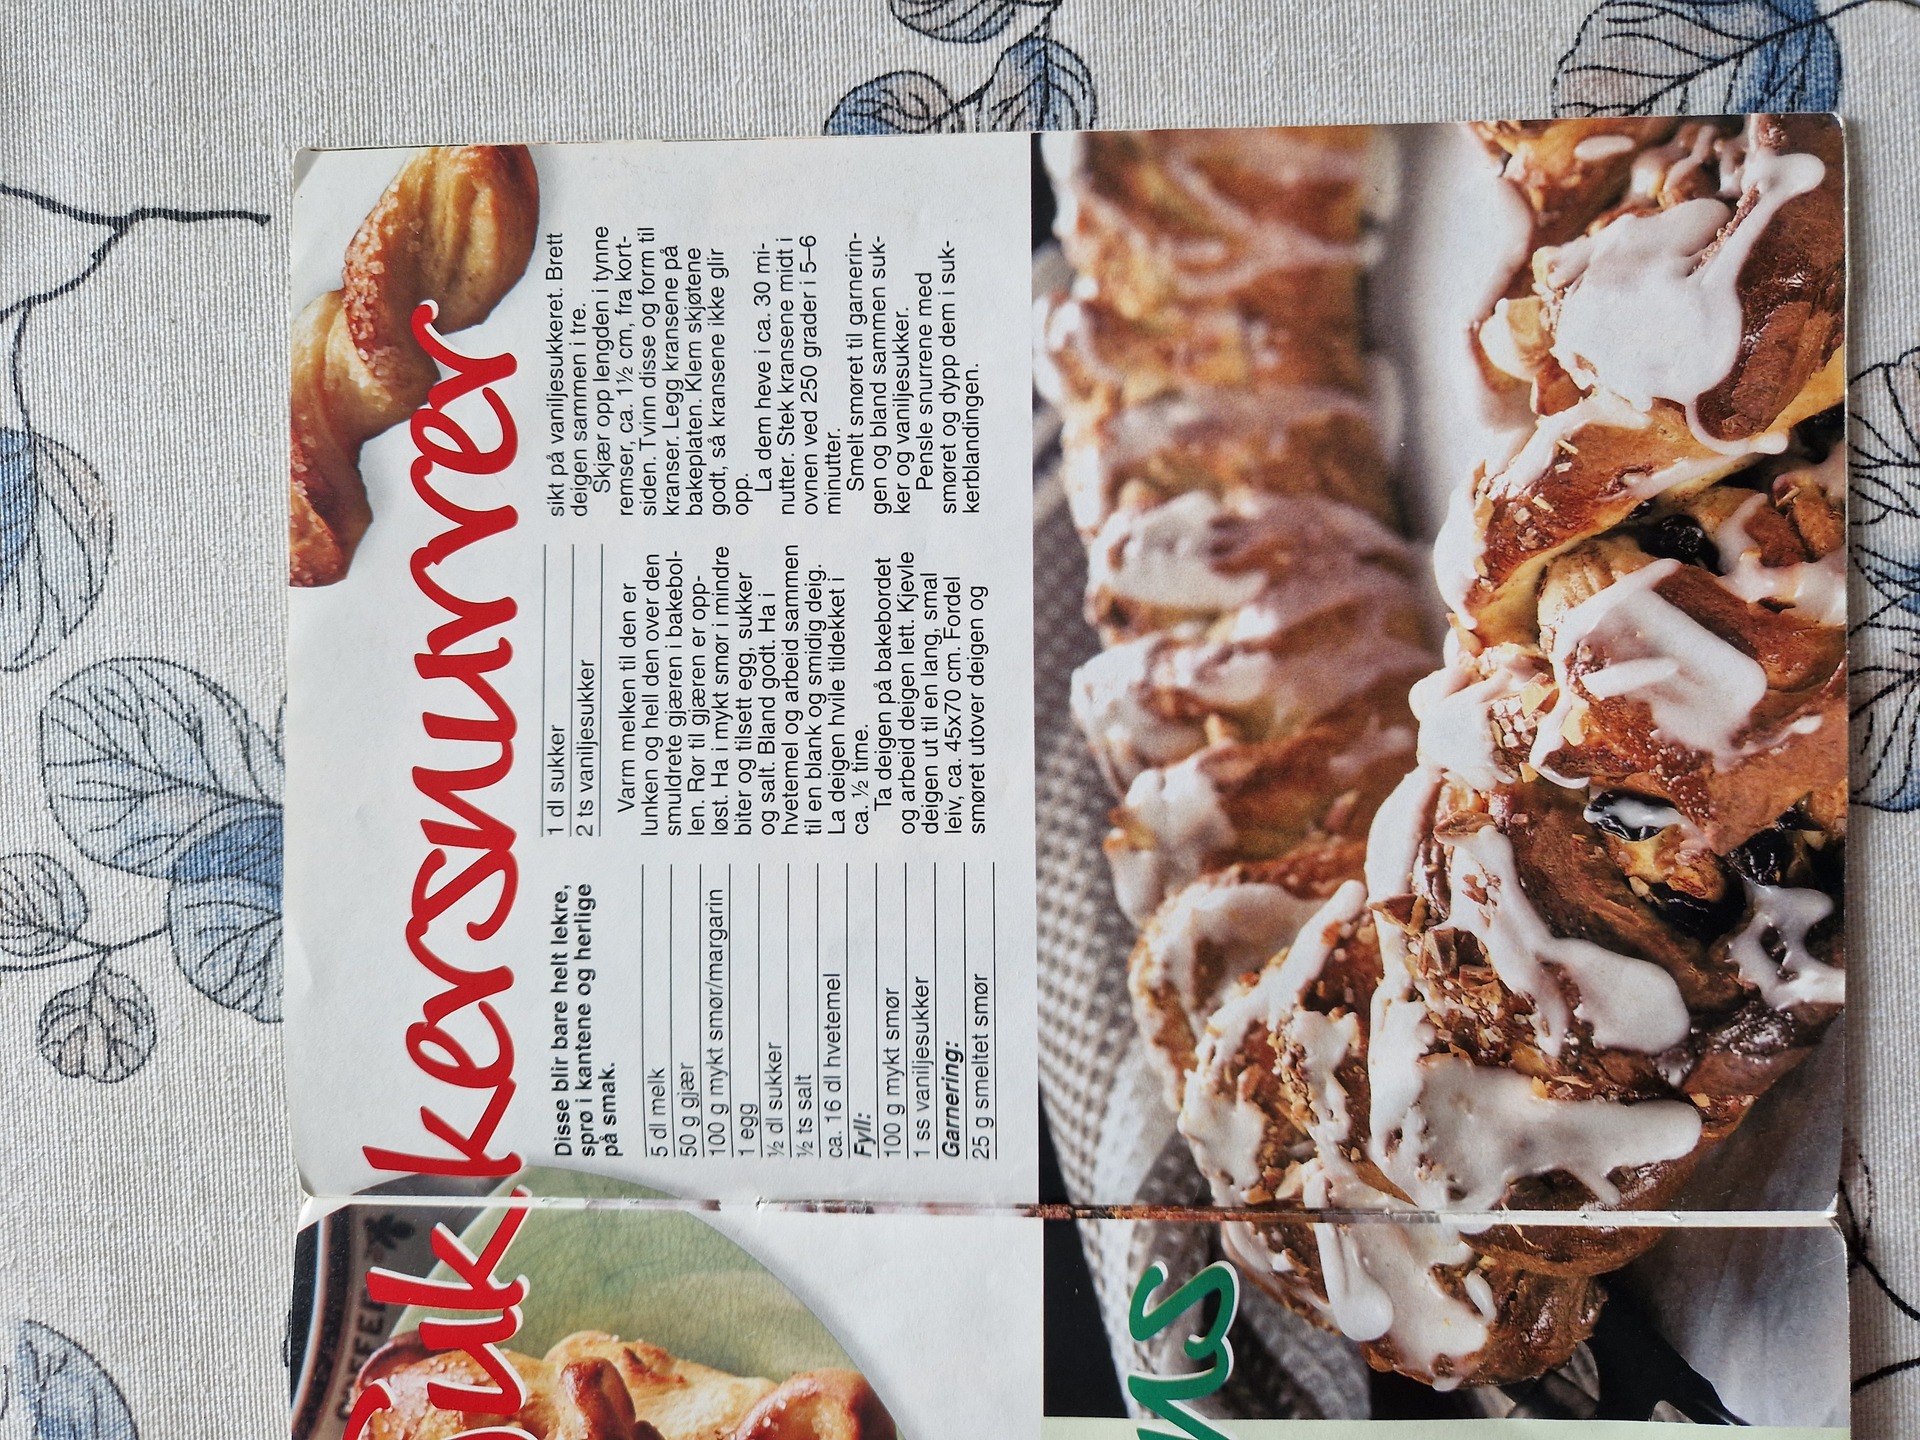 COFFEE
Sukkersnurrer
Disse blir bare helt lekre,
sprø i kantene og herlige
på smak.
5 dl melk
50 g gjær
100 g mykt smør/margarin
1 egg
½ dl sukker
½ ts salt
ca. 16 dl hvetemel
Fyll:
100 g mykt smør
1 ss vaniljesukker
Garnering:
25 g smeltet smør
1 dl sukker
2 ts vaniljesukker
Varm melken til den er
lunken og hell den over den
smuldrete gjæren i bakebol-
len. Rør til gjæren er opp-
løst. Ha i mykt smør i mindre
biter og tilsett egg, sukker
og salt. Bland godt. Ha i
hvetemel og arbeid sammen
til en blank og smidig deig.
La deigen hvile tildekket i
ca. ½ time.
Ta deigen på bakebordet
og arbeid deigen lett. Kjevle
deigen ut til en lang, smal
leiv, ca. 45x70 cm. Fordel
smøret utover deigen og
sikt på vaniljesukkeret. Brett
deigen sammen i tre.
Skjær opp lengden i tynne
remser, ca. 1½ cm, fra kort-
siden. Tvinn disse og form til
kranser. Legg kransene på
bakeplaten. Klem skjøtene
godt, så kransene ikke glir
opp.
La dem heve i ca. 30 mi-
nutter. Stek kransene midt i
ovnen ved 250 grader i 5–6
minutter.
Smelt smøret til garnerin-
gen og bland sammen suk-
ker og vaniljesukker.
Pensle snurrene med
smøret og dypp dem i suk-
kerblandingen.
ns